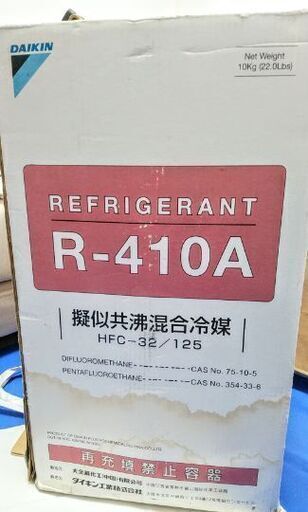 DAIKIN
Net Weight
10Kg (22.0Lbs)
REFRIGERANT
R-410A
擬似共沸混合冷媒
HFC-32/125
DIFLUOROMETHANE CAS No. 75-10-5
PENTAFLUOROETHANE CAS No. 354-33-6
再充填禁止容器
ダイキン工業株式会社